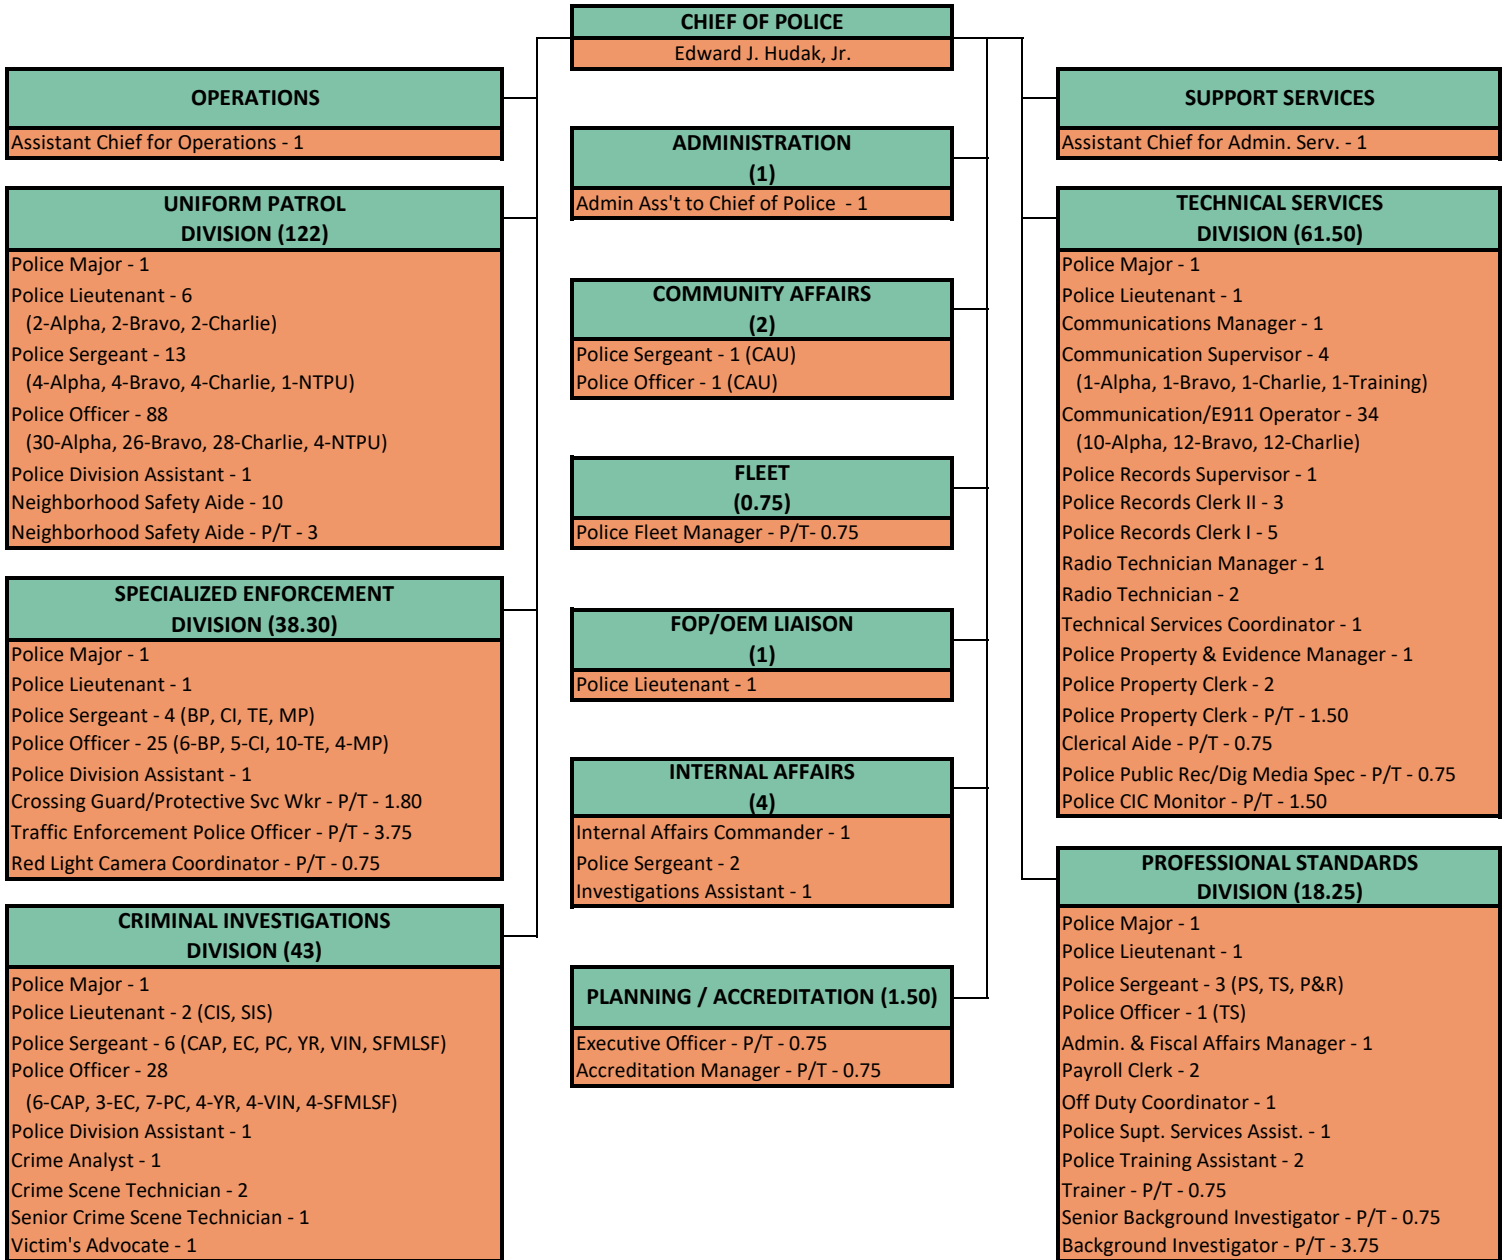 CHIEF OF POLICE
Edward J. Hudak, Jr.
OPERATIONS
Assistant Chief for Operations - 1
UNIFORM PATROL
DIVISION (122)
Police Major - 1
Police Lieutenant - 6
(2-Alpha, 2-Bravo, 2-Charlie)
Police Sergeant - 13
(4-Alpha, 4-Bravo, 4-Charlie, 1-NTPU)
Police Officer - 88
(30-Alpha, 26-Bravo, 28-Charlie, 4-NTPU)
Police Division Assistant - 1
Neighborhood Safety Aide - 10
Neighborhood Safety Aide - P/T - 3
SPECIALIZED ENFORCEMENT
DIVISION (38.30)
Police Major - 1
Police Lieutenant - 1
Police Sergeant - 4 (BP, CI, TE, MP)
Police Officer - 25 (6-BP, 5-CI, 10-TE, 4-MP)
Police Division Assistant - 1
Crossing Guard/Protective Svc Wkr - P/T - 1.80
Traffic Enforcement Police Officer - P/T - 3.75
Red Light Camera Coordinator - P/T - 0.75
CRIMINAL INVESTIGATIONS
DIVISION (43)
Police Major - 1
Police Lieutenant - 2 (CIS, SIS)
Police Sergeant - 6 (CAP, EC, PC, YR, VIN, SFMLSF)
Police Officer - 28
(6-CAP, 3-EC, 7-PC, 4-YR, 4-VIN, 4-SFMLSF)
Police Division Assistant - 1
Crime Analyst - 1
Crime Scene Technician - 2
Senior Crime Scene Technician - 1
Victim's Advocate - 1
ADMINISTRATION
(1)
Admin Ass't to Chief of Police - 1
COMMUNITY AFFAIRS
(2)
Police Sergeant - 1 (CAU)
Police Officer - 1 (CAU)
FLEET
(0.75)
Police Fleet Manager - P/T- 0.75
FOP/OEM LIAISON
(1)
Police Lieutenant - 1
INTERNAL AFFAIRS
(4)
Internal Affairs Commander - 1
Police Sergeant - 2
Investigations Assistant - 1
PLANNING / ACCREDITATION (1.50)
Executive Officer - P/T - 0.75
Accreditation Manager - P/T - 0.75
SUPPORT SERVICES
Assistant Chief for Admin. Serv. - 1
TECHNICAL SERVICES
DIVISION (61.50)
Police Major - 1
Police Lieutenant - 1
Communications Manager - 1
Communication Supervisor - 4
(1-Alpha, 1-Bravo, 1-Charlie, 1-Training)
Communication/E911 Operator - 34
(10-Alpha, 12-Bravo, 12-Charlie)
Police Records Supervisor - 1
Police Records Clerk II - 3
Police Records Clerk I - 5
Radio Technician Manager - 1
Radio Technician - 2
Technical Services Coordinator - 1
Police Property & Evidence Manager - 1
Police Property Clerk - 2
Police Property Clerk - P/T - 1.50
Clerical Aide - P/T - 0.75
Police Public Rec/Dig Media Spec - P/T - 0.75
Police CIC Monitor - P/T - 1.50
PROFESSIONAL STANDARDS
DIVISION (18.25)
Police Major - 1
Police Lieutenant - 1
Police Sergeant - 3 (PS, TS, P&R)
Police Officer - 1 (TS)
Admin. & Fiscal Affairs Manager - 1
Payroll Clerk - 2
Off Duty Coordinator - 1
Police Supt. Services Assist. - 1
Police Training Assistant - 2
Trainer - P/T - 0.75
Senior Background Investigator - P/T - 0.75
Background Investigator - P/T - 3.75